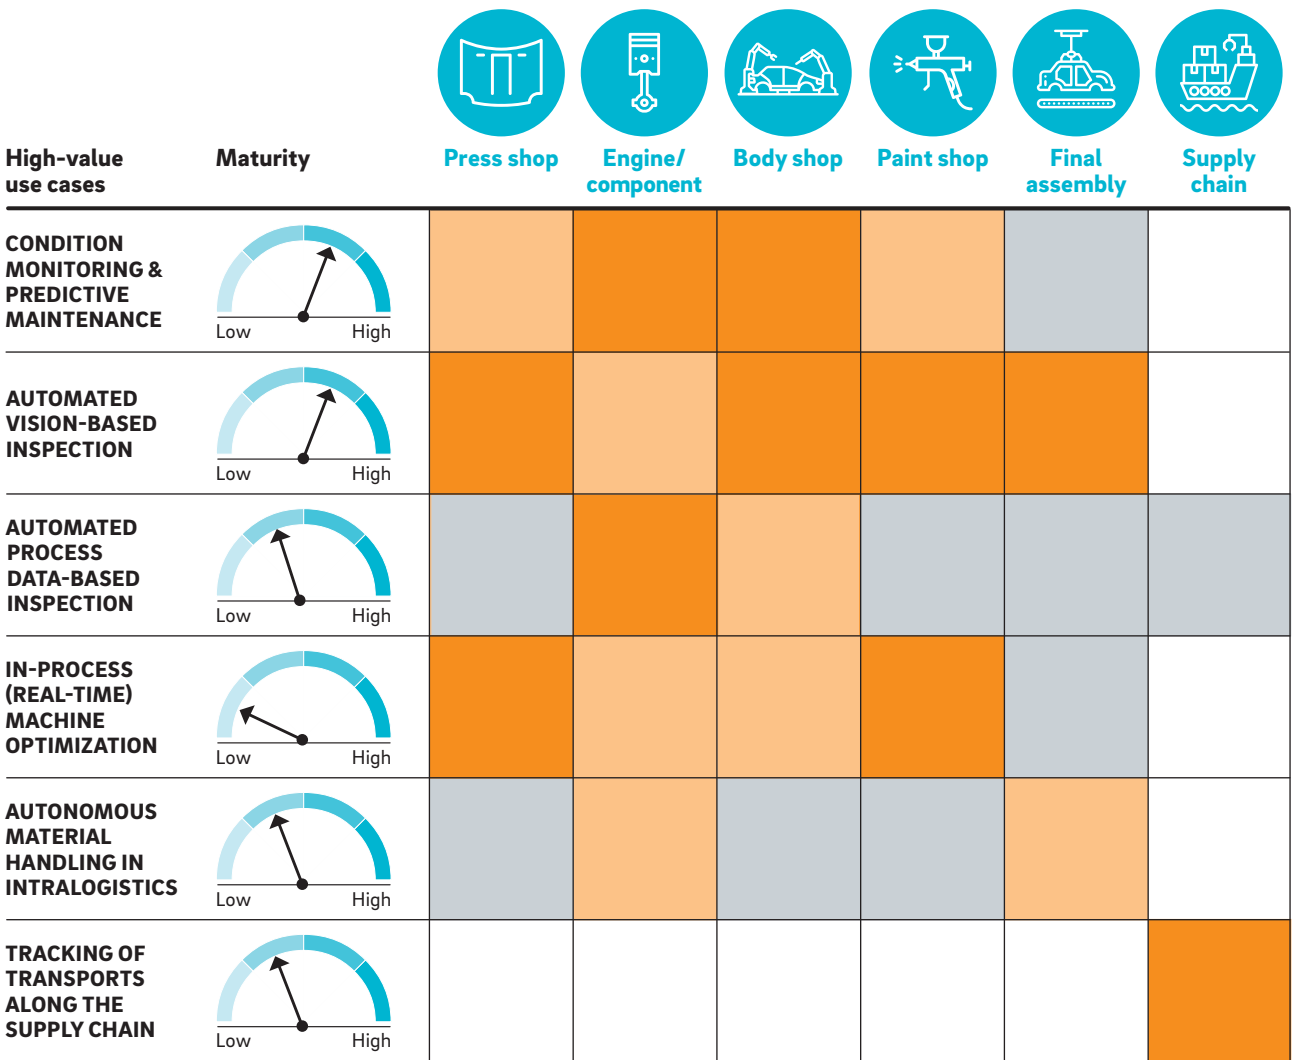 High-value
use cases
Maturity
Press shop
Engine/
component
Body shop
Paint shop
Final
assembly
Supply
chain
CONDITION
MONITORING &
PREDICTIVE
MAINTENANCE
Low
High
AUTOMATED
VISION-BASED
INSPECTION
Low
High
AUTOMATED
PROCESS
DATA-BASED
INSPECTION
Low
High
IN-PROCESS
(REAL-TIME)
MACHINE
OPTIMIZATION
Low
High
AUTONOMOUS
MATERIAL
HANDLING IN
INTRALOGISTICS
Low
High
TRACKING OF
TRANSPORTS
ALONG THE
SUPPLY CHAIN
Low
High